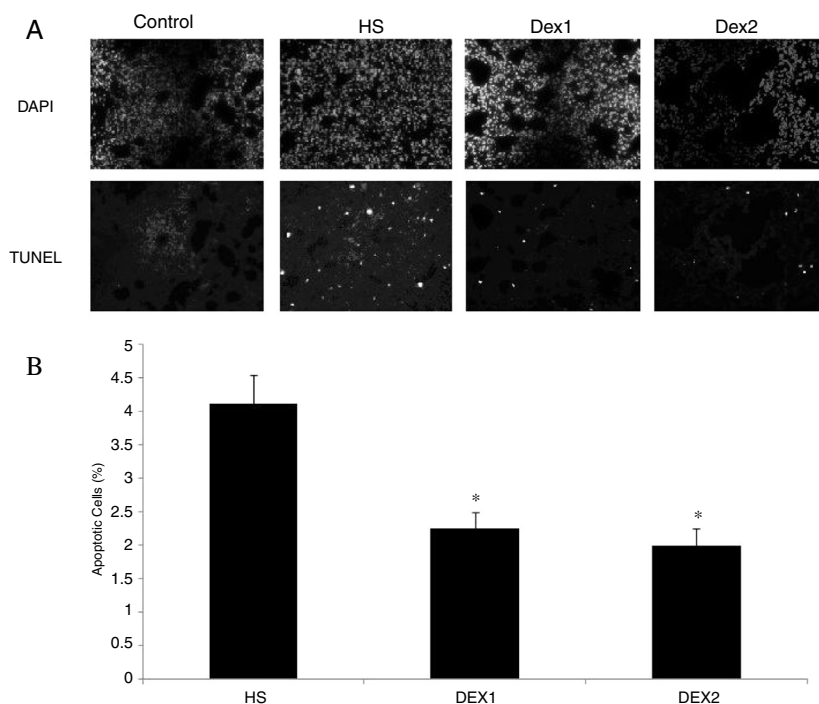 A
Control HS Dex1 Dex2
DAPI
TUNEL
B
Apoptotic Cells (%)
5
4.5
4
3.5
3
2.5
2
1.5
1
0.5
0
*
*
HS DEX1 DEX2